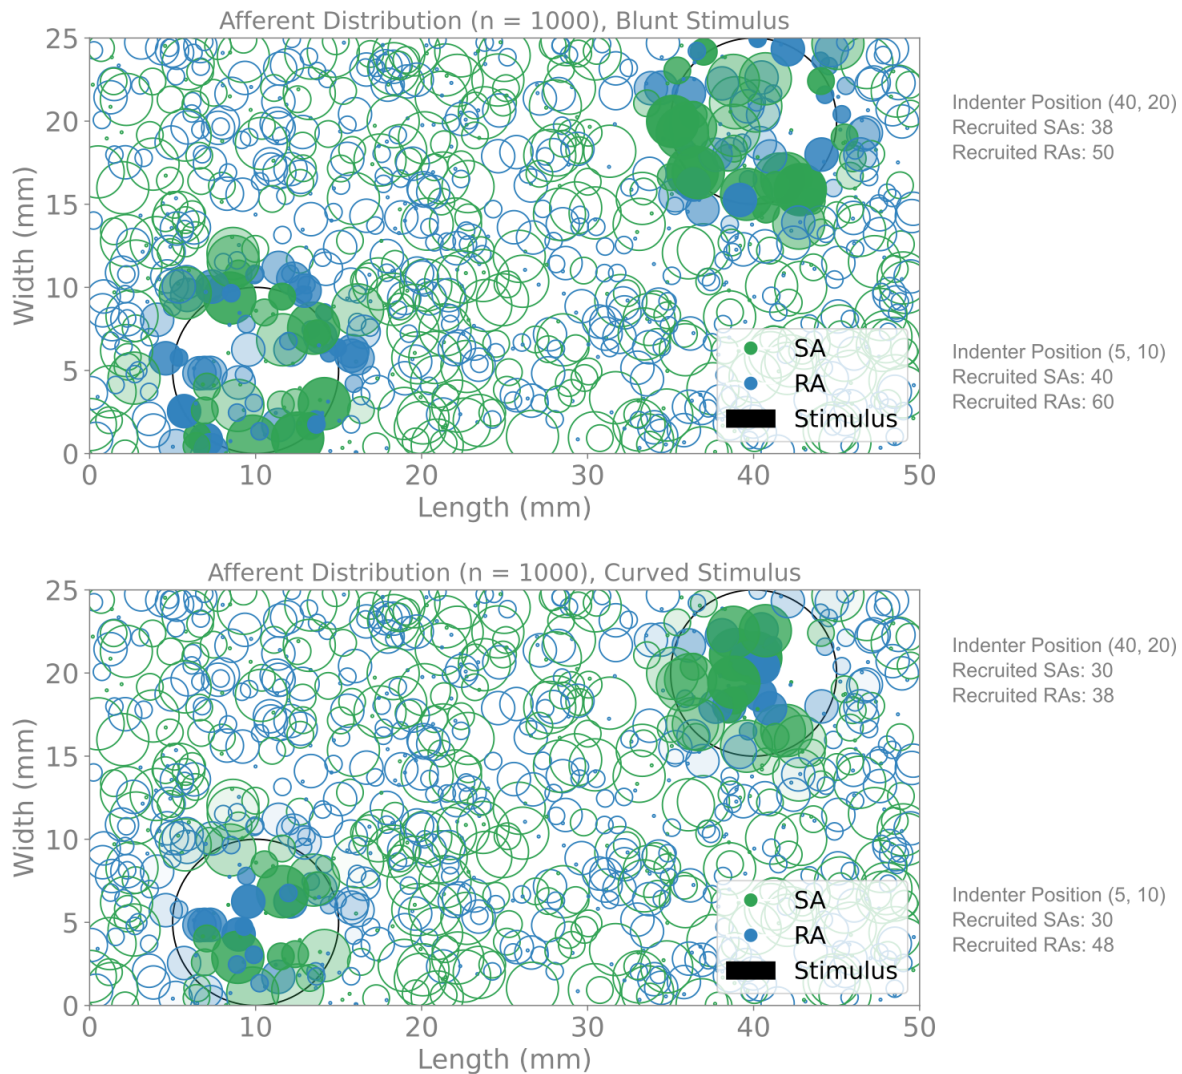 Afferent Distribution (n = 1000), Blunt Stimulus
25
20
15
10
5
0
Width (mm)
0 10 20 30 40 50
Length (mm)
SA
RA
Stimulus
Indenter Position (40, 20)
Recruited SAs: 38
Recruited RAs: 50
Indenter Position (5, 10)
Recruited SAs: 40
Recruited RAs: 60
Afferent Distribution (n = 1000), Curved Stimulus
25
20
15
10
5
0
Width (mm)
0 10 20 30 40 50
Length (mm)
SA
RA
Stimulus
Indenter Position (40, 20)
Recruited SAs: 30
Recruited RAs: 38
Indenter Position (5, 10)
Recruited SAs: 30
Recruited RAs: 48